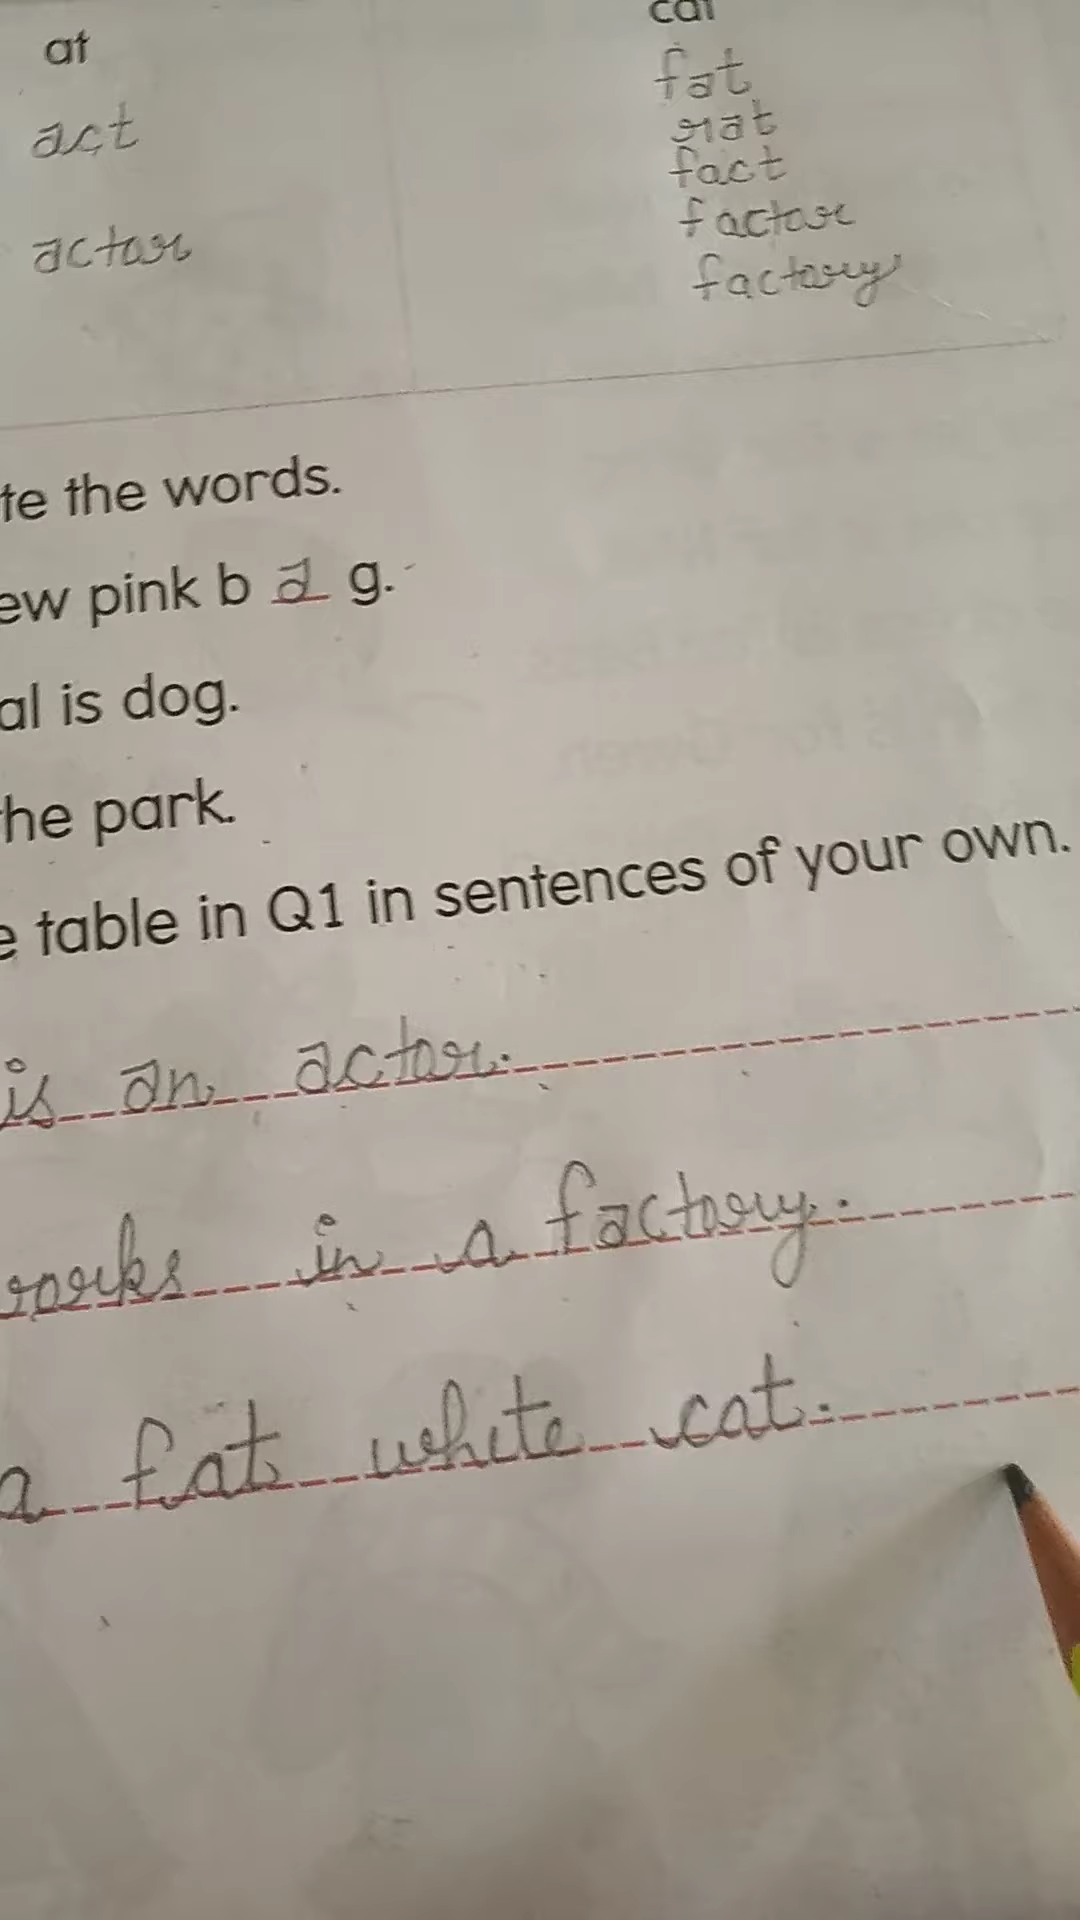 at
cat
act
fat
rat
fact
actor
factor
factory
te the words.
ew pink b a g.
al is dog.
he park.
e table in Q1 in sentences of your own.
is an actor.
works in a factory.
a fat white cat.